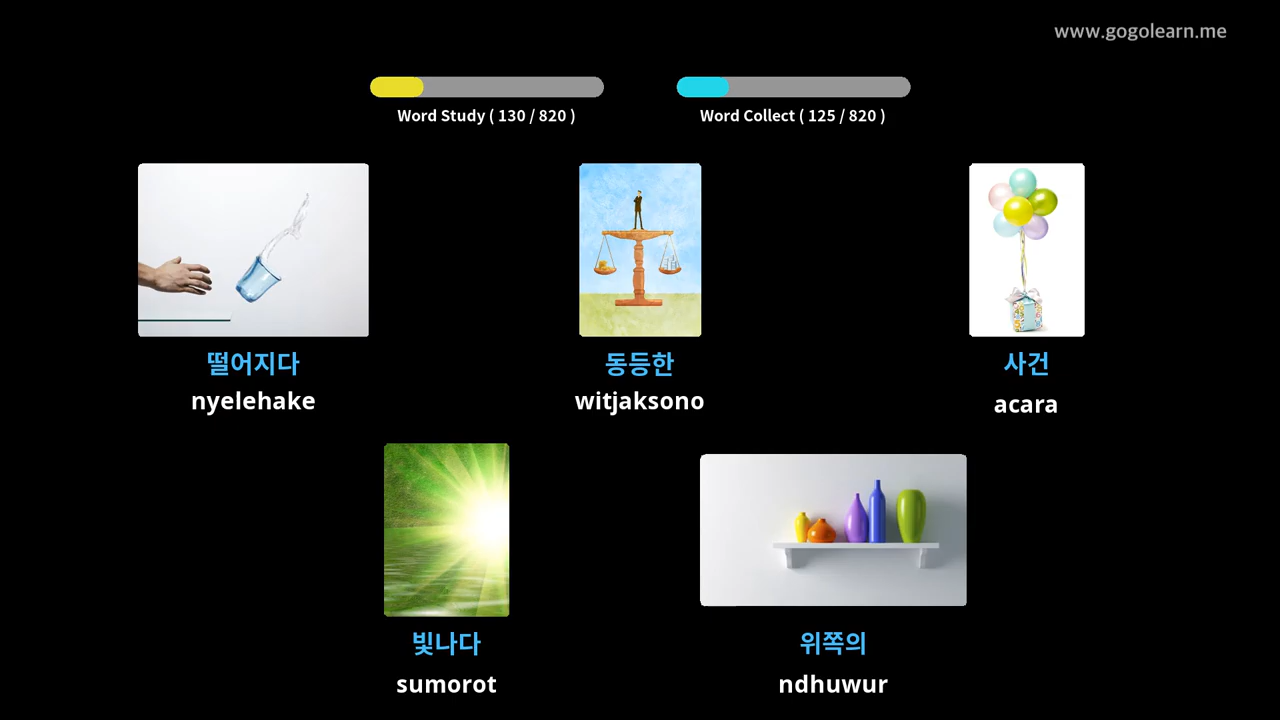 www.gogolearn.me
Word Study ( 130 / 820 )
Word Collect ( 125 / 820 )
떨어지다
nyelehake
동등한
witjaksono
사건
acara
빛나다
sumorot
위쪽의
ndhuwur